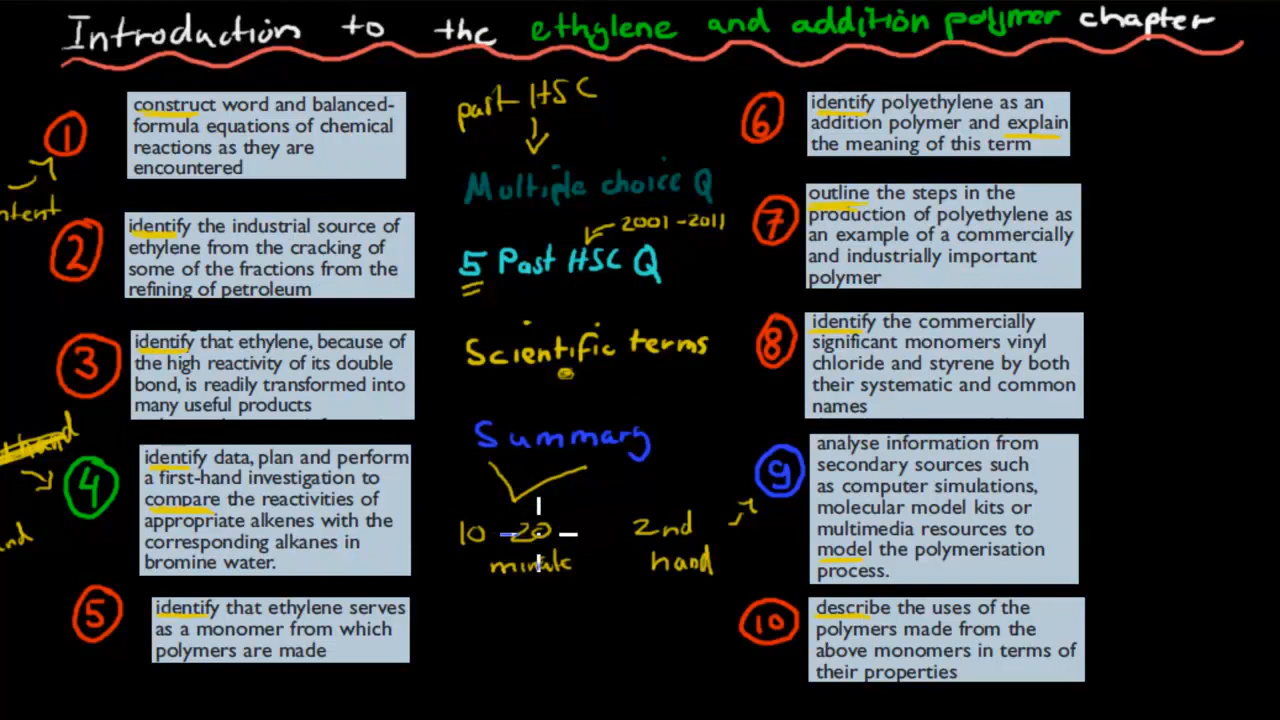 Introduction to the ethylene and addition polymer chapter
1
construct word and balanced-
formula equations of chemical
reactions as they are
encountered
2
identify the industrial source of
ethylene from the cracking of
some of the fractions from the
refining of petroleum
3
identify that ethylene, because of
the high reactivity of its double
bond, is readily transformed into
many useful products
hand
4
identify data, plan and perform
a first-hand investigation to
compare the reactivities of
appropriate alkenes with the
corresponding alkanes in
bromine water.
5
identify that ethylene serves
as a monomer from which
polymers are made
past HSC
Multiple choice Q
2001-2011
5 Past HSC Q
Scientific terms
Summary
10 - 20
minute
2nd
hand
6
identify polyethylene as an
addition polymer and explain
the meaning of this term
7
outline the steps in the
production of polyethylene as
an example of a commercially
and industrially important
polymer
8
identify the commercially
significant monomers vinyl
chloride and styrene by both
their systematic and common
names
9
analyse information from
secondary sources such
as computer simulations,
molecular model kits or
multimedia resources to
model the polymerisation
process.
10
describe the uses of the
polymers made from the
above monomers in terms of
their properties